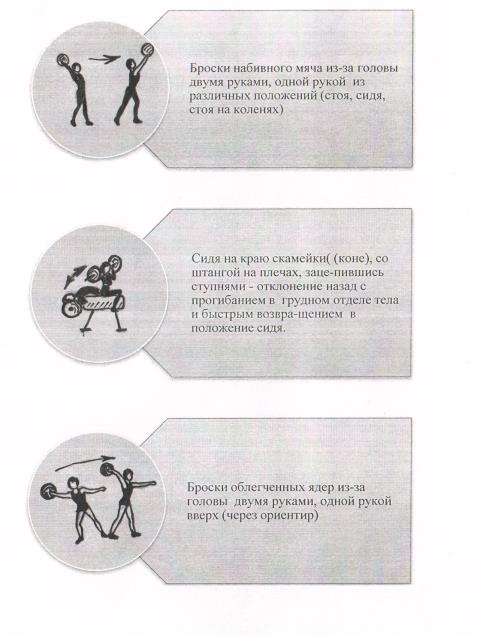 Броски набивного мяча из-за головы
двумя руками, одной рукой из
различных положений (стоя, сидя,
стоя на коленях)
Сидя на краю скамейки( (коне), со
штангой на плечах, заце-пившись
ступнями - отклонение назад с
прогибанием в грудном отделе тела
и быстрым возвра-щением в
положение сидя.
Броски облегченных ядер из-за
головы двумя руками, одной рукой
вверх (через ориентир)